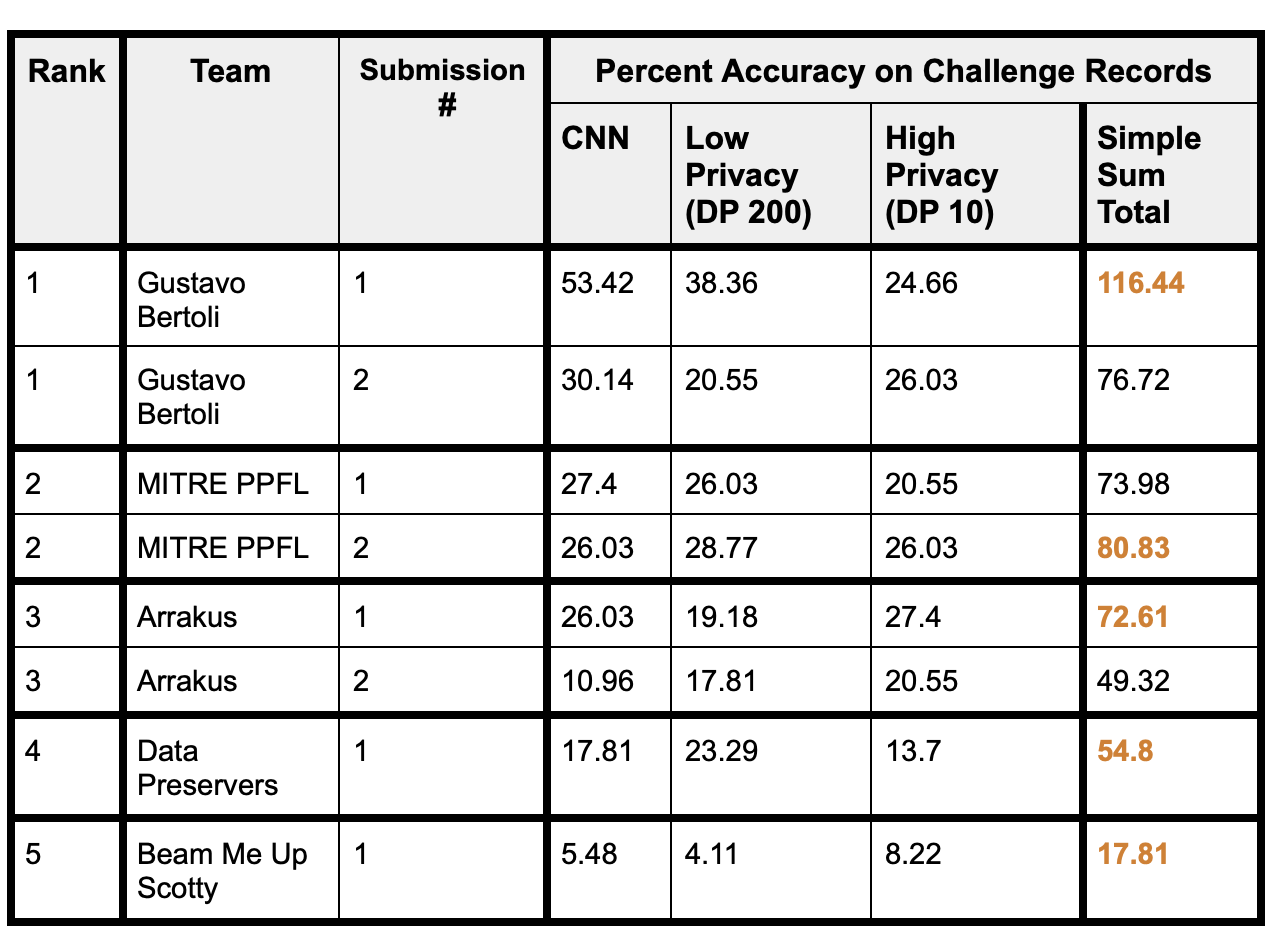 Rank Team Submission # Percent Accuracy on Challenge Records
CNN Low Privacy (DP 200) High Privacy (DP 10) Simple Sum Total
1 Gustavo Bertoli 1 53.42 38.36 24.66 116.44
1 Gustavo Bertoli 2 30.14 20.55 26.03 76.72
2 MITRE PPFL 1 27.4 26.03 20.55 73.98
2 MITRE PPFL 2 26.03 28.77 26.03 80.83
3 Arrakus 1 26.03 19.18 27.4 72.61
3 Arrakus 2 10.96 17.81 20.55 49.32
4 Data Preservers 1 17.81 23.29 13.7 54.8
5 Beam Me Up Scotty 1 5.48 4.11 8.22 17.81